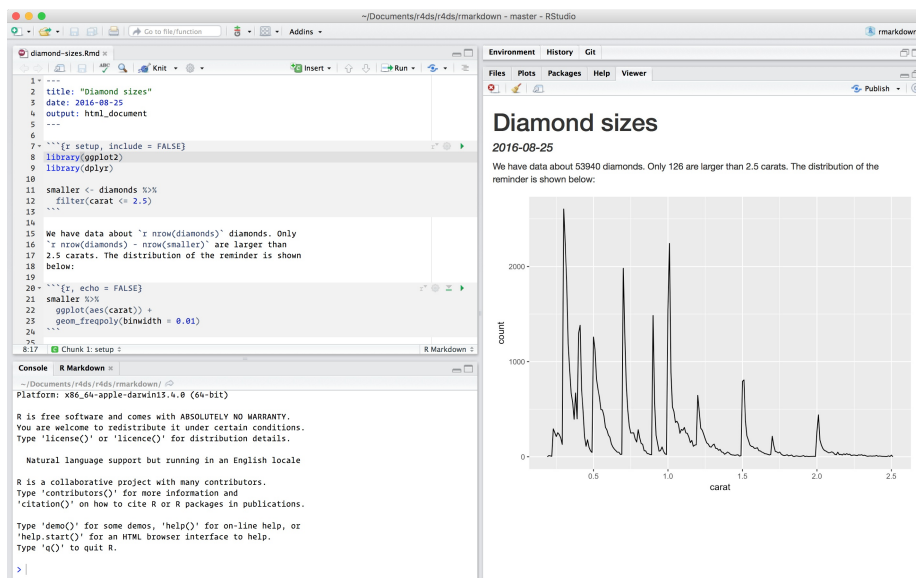 ~/Documents/r4ds/r4ds/rmarkdown - master - RStudio
Go to file/function
Addins
rmarkdown
diamond-sizes.Rmd
ABC
Knit
Insert
Run
1 ---
2 title: "Diamond sizes"
3 date: 2016-08-25
4 output: html_document
5 ---
6
7 ```{r setup, include = FALSE}
8 library(ggplot2)
9 library(dplyr)
10
11 smaller <- diamonds %>%
12   filter(carat <= 2.5)
13 ```
14
15 We have data about `r nrow(diamonds)` diamonds. Only
16 `r nrow(diamonds) - nrow(smaller)` are larger than
17 2.5 carats. The distribution of the reminder is shown
18 below:
19
20 ```{r, echo = FALSE}
21 smaller %>%
22   ggplot(aes(carat)) +
23   geom_freqpoly(binwidth = 0.01)
24 ```
25
8:17 C Chunk 1: setup
R Markdown
Console R Markdown
~/Documents/r4ds/r4ds/rmarkdown/
Platform: x86_64-apple-darwin13.4.0 (64-bit)
R is free software and comes with ABSOLUTELY NO WARRANTY.
You are welcome to redistribute it under certain conditions.
Type 'license()' or 'licence()' for distribution details.
Natural language support but running in an English locale
R is a collaborative project with many contributors.
Type 'contributors()' for more information and
'citation()' on how to cite R or R packages in publications.
Type 'demo()' for some demos, 'help()' for on-line help, or
'help.start()' for an HTML browser interface to help.
Type 'q()' to quit R.
>
Environment History Git
Files Plots Packages Help Viewer
Publish
Diamond sizes
2016-08-25
We have data about 53940 diamonds. Only 126 are larger than 2.5 carats. The distribution of the
reminder is shown below:
2000
1000
0
count
0.5 1.0 1.5 2.0 2.5
carat